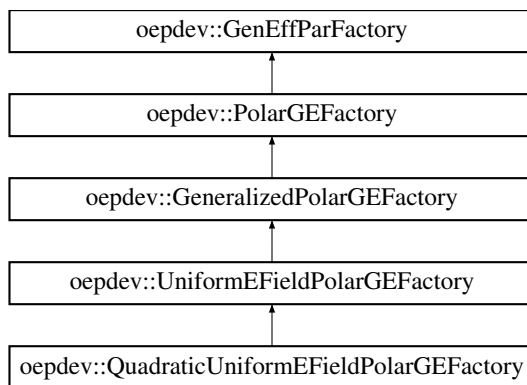 oepdev::GenEffParFactory
oepdev::PolarGEFactory
oepdev::GeneralizedPolarGEFactory
oepdev::UniformEFieldPolarGEFactory
oepdev::QuadraticUniformEFieldPolarGEFactory